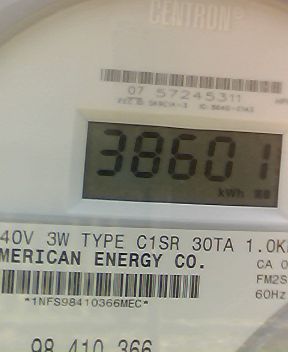 CENTRON®
07 57245311
38601
kWh
40V 3W TYPE C1SR 30TA 1.0K
MERICAN ENERGY CO.
CA 0
FM2S
60Hz
*1NFS98410366MEC*
98 410 366